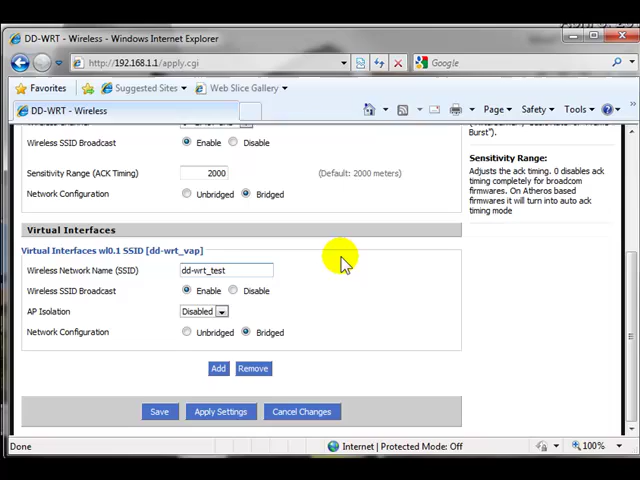 DD-WRT - Wireless - Windows Internet Explorer
http://192.168.1.1/apply.cgi
Google
Favorites
Suggested Sites
Web Slice Gallery
DD-WRT - Wireless
Page
Safety
Tools
Wireless SSID Broadcast Enable Disable
Sensitivity Range (ACK Timing) 2000 (Default: 2000 meters)
Network Configuration Unbridged Bridged
Virtual Interfaces
Virtual Interfaces wl0.1 SSID [dd-wrt_vap]
Wireless Network Name (SSID) dd-wrt_test
Wireless SSID Broadcast Enable Disable
AP Isolation Disabled
Network Configuration Unbridged Bridged
Add Remove
Save Apply Settings Cancel Changes
Burst").
Sensitivity Range:
Adjusts the ack timing. 0 disables ack
timing completely for broadcom
firmwares. On Atheros based
firmwares it will turn into auto ack
timing mode
Done
Internet | Protected Mode: Off
100%